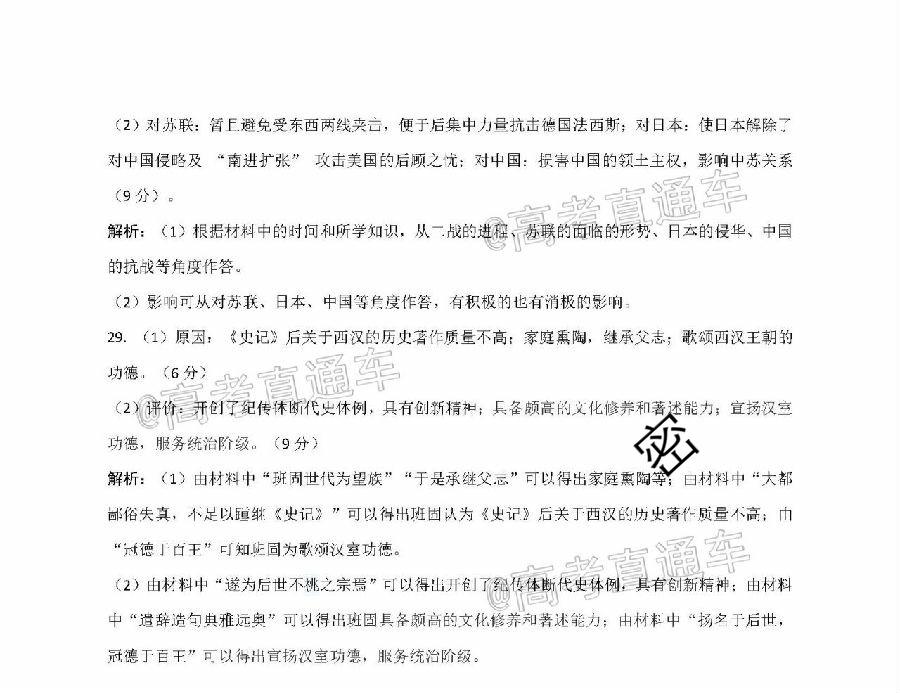 （2）对苏联：暂且避免受东西两线夹击，便于后集中力量抗击德国法西斯；对日本：使日本解除了
对中国侵略及 “南进扩张” 攻击美国的后顾之忧；对中国：损害中国的领土主权，影响中苏关系
（9 分）。
解析：（1）根据材料中的时间和所学知识，从二战的进程、苏联的面临的形势、日本的侵华、中国
的抗战等角度作答。
（2）影响可从对苏联、日本、中国等角度作答，有积极的也有消极的影响。
29. （1）原因：《史记》后关于西汉的历史著作质量不高；家庭熏陶，继承父志；歌颂西汉王朝的
功德。（6 分）
（2）评价：开创了纪传体断代史体例，具有创新精神；具备颇高的文化修养和著述能力；宣扬汉室
功德，服务统治阶级。（9 分）
解析：（1）由材料中“班固世代为望族”“于是承继父志”可以得出家庭熏陶等；由材料中“大都
鄙俗失真，不足以踵继《史记》”可以得出班固认为《史记》后关于西汉的历史著作质量不高；由
“冠德于百王”可知班固为歌颂汉室功德。
（2）由材料中“遂为后世不祧之宗焉”可以得出开创了纪传体断代史体例，具有创新精神；由材料
中“遣辞造句典雅远奥”可以得出班固具备颇高的文化修养和著述能力；由材料中“扬名于后世，
冠德于百王”可以得出宣扬汉室功德，服务统治阶级。
@高考直通车
@高考直通车
密
@高考直通车